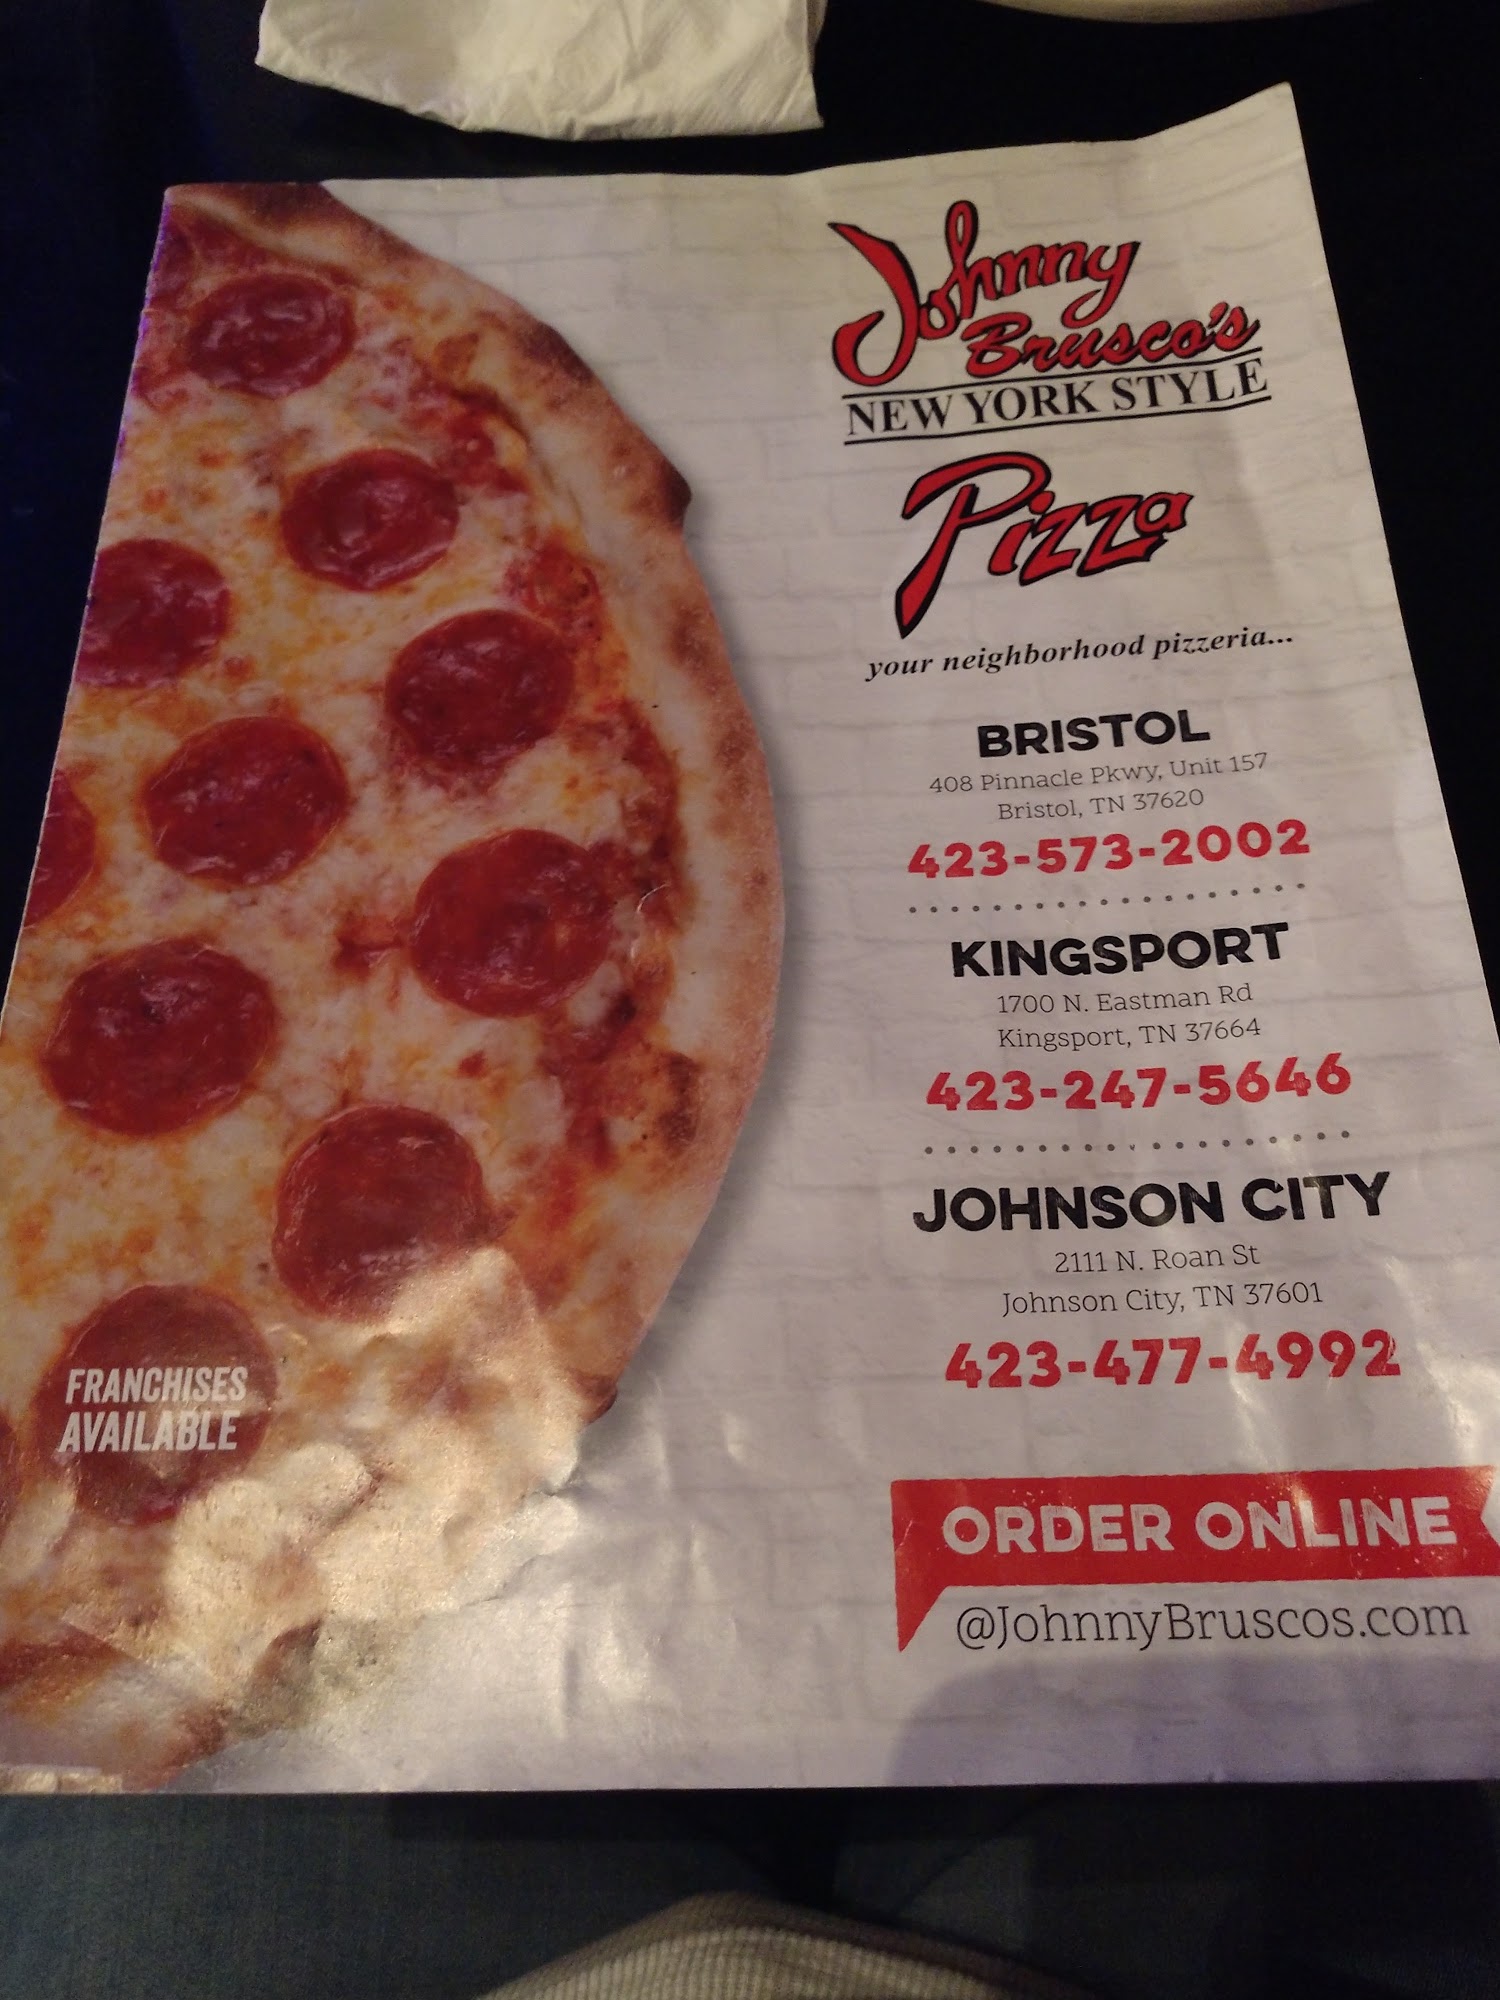 Johnny
Brusco's
NEW YORK STYLE
Pizza
your neighborhood pizzeria...
BRISTOL
408 Pinnacle Pkwy, Unit 157
Bristol, TN 37620
423-573-2002
KINGSPORT
1700 N. Eastman Rd
Kingsport, TN 37664
423-247-5646
JOHNSON CITY
2111 N. Roan St
Johnson City, TN 37601
423-477-4992
FRANCHISES
AVAILABLE
ORDER ONLINE
@JohnnyBruscos.com